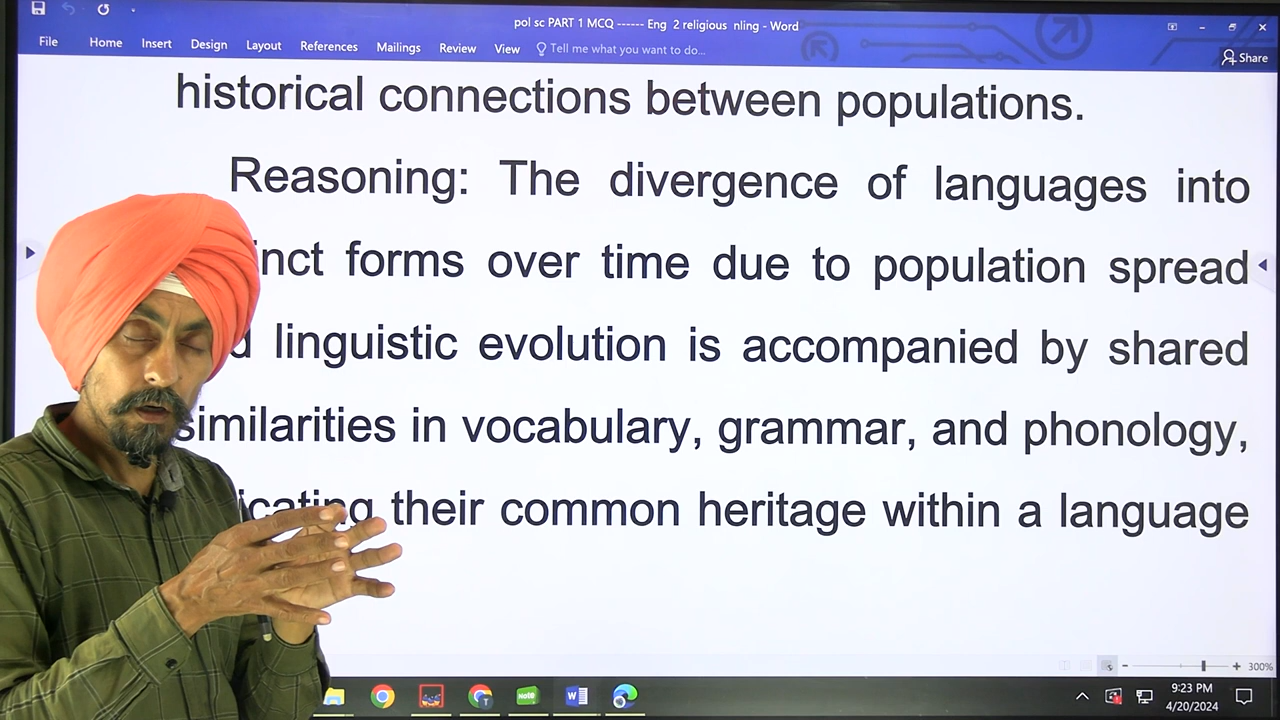 pol sc PART 1 MCQ ------ Eng 2 religious nling - Word
File Home Insert Design Layout References Mailings Review View Tell me what you want to do... Share
historical connections between populations.
Reasoning: The divergence of languages into
inct forms over time due to population spread
d linguistic evolution is accompanied by shared
similarities in vocabulary, grammar, and phonology,
icating their common heritage within a language
300%
Note
9:23 PM
4/20/2024